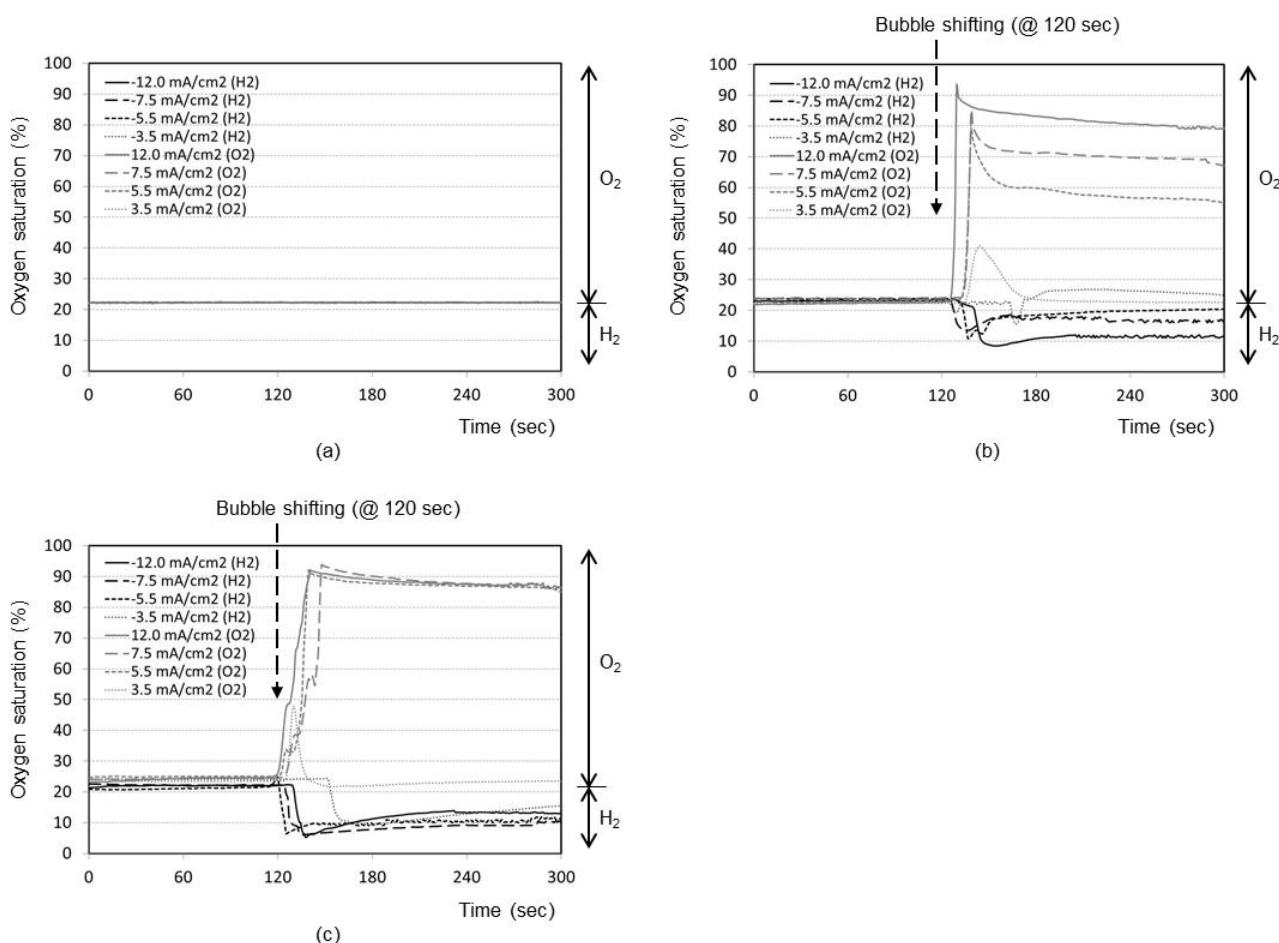 Oxygen saturation (%)
100
90
80
70
60
50
40
30
20
10
0
-12.0 mA/cm2 (H2)
-7.5 mA/cm2 (H2)
-5.5 mA/cm2 (H2)
-3.5 mA/cm2 (H2)
12.0 mA/cm2 (O2)
7.5 mA/cm2 (O2)
5.5 mA/cm2 (O2)
3.5 mA/cm2 (O2)
O2
H2
0 60 120 180 240 300
Time (sec)
(a)
Bubble shifting (@ 120 sec)
Oxygen saturation (%)
100
90
80
70
60
50
40
30
20
10
0
-12.0 mA/cm2 (H2)
-7.5 mA/cm2 (H2)
-5.5 mA/cm2 (H2)
-3.5 mA/cm2 (H2)
12.0 mA/cm2 (O2)
7.5 mA/cm2 (O2)
5.5 mA/cm2 (O2)
3.5 mA/cm2 (O2)
O2
H2
0 60 120 180 240 300
Time (sec)
(b)
Bubble shifting (@ 120 sec)
Oxygen saturation (%)
100
90
80
70
60
50
40
30
20
10
0
-12.0 mA/cm2 (H2)
-7.5 mA/cm2 (H2)
-5.5 mA/cm2 (H2)
-3.5 mA/cm2 (H2)
12.0 mA/cm2 (O2)
7.5 mA/cm2 (O2)
5.5 mA/cm2 (O2)
3.5 mA/cm2 (O2)
O2
H2
0 60 120 180 240 300
Time (sec)
(c)